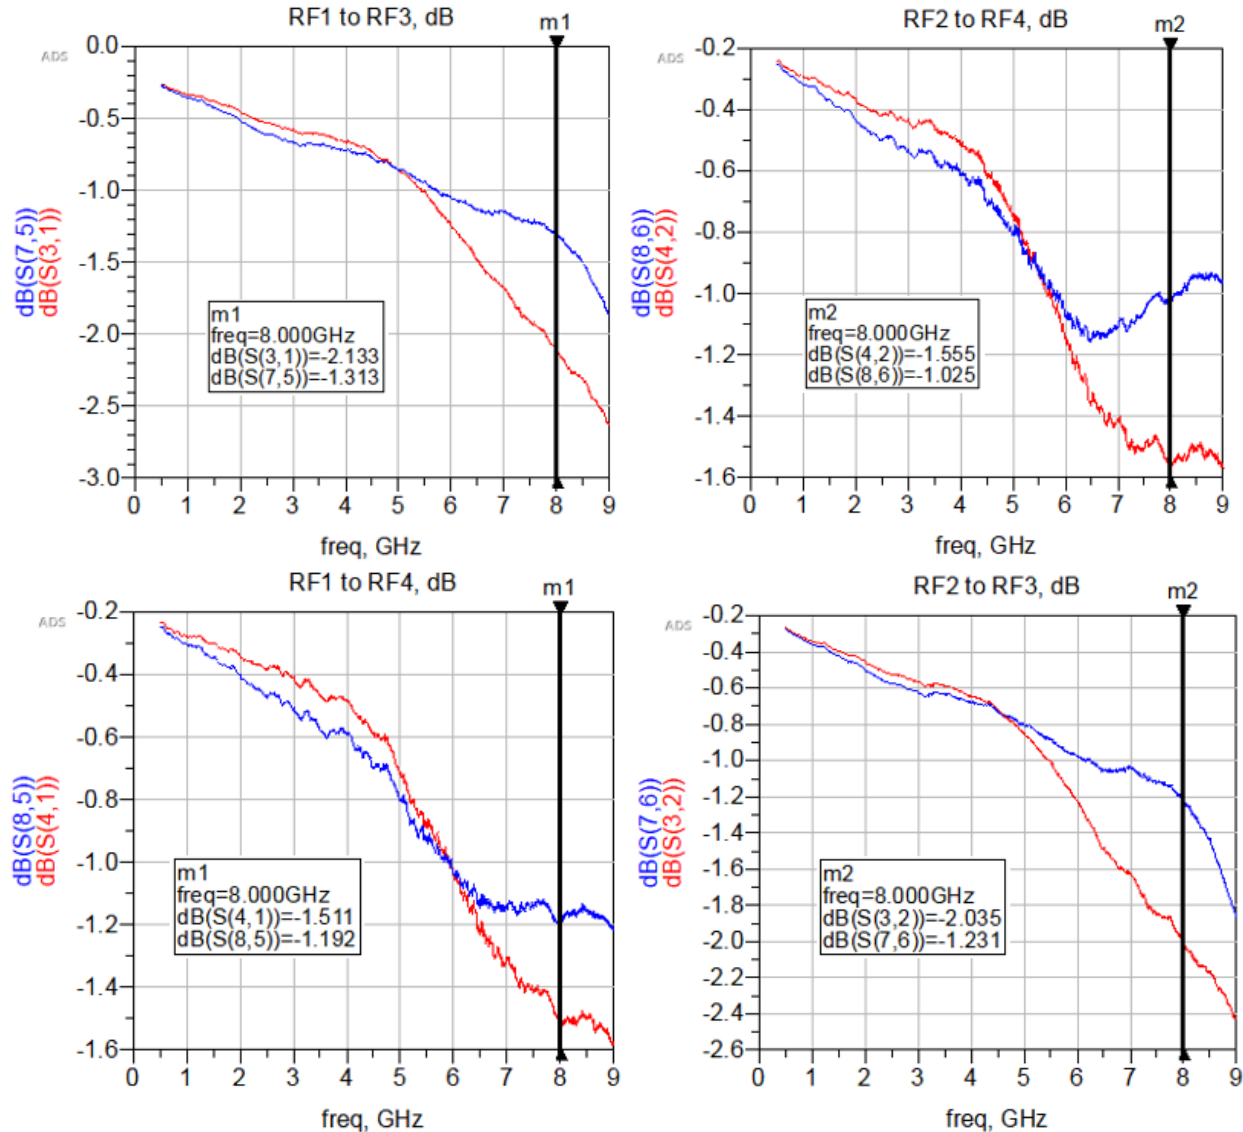 RF1 to RF3, dB
m1
ADS
0.0
-0.5
-1.0
-1.5
-2.0
-2.5
-3.0
dB(S(7,5))
dB(S(3,1))
m1
freq=8.000GHz
dB(S(3,1))=-2.133
dB(S(7,5))=-1.313
0 1 2 3 4 5 6 7 8 9
freq, GHz
RF2 to RF4, dB
m2
ADS
-0.2
-0.4
-0.6
-0.8
-1.0
-1.2
-1.4
-1.6
dB(S(8,6))
dB(S(4,2))
m2
freq=8.000GHz
dB(S(4,2))=-1.555
dB(S(8,6))=-1.025
0 1 2 3 4 5 6 7 8 9
freq, GHz
RF1 to RF4, dB
m1
ADS
-0.2
-0.4
-0.6
-0.8
-1.0
-1.2
-1.4
-1.6
dB(S(8,5))
dB(S(4,1))
m1
freq=8.000GHz
dB(S(4,1))=-1.511
dB(S(8,5))=-1.192
0 1 2 3 4 5 6 7 8 9
freq, GHz
RF2 to RF3, dB
m2
ADS
-0.2
-0.4
-0.6
-0.8
-1.0
-1.2
-1.4
-1.6
-1.8
-2.0
-2.2
-2.4
-2.6
dB(S(7,6))
dB(S(3,2))
m2
freq=8.000GHz
dB(S(3,2))=-2.035
dB(S(7,6))=-1.231
0 1 2 3 4 5 6 7 8 9
freq, GHz